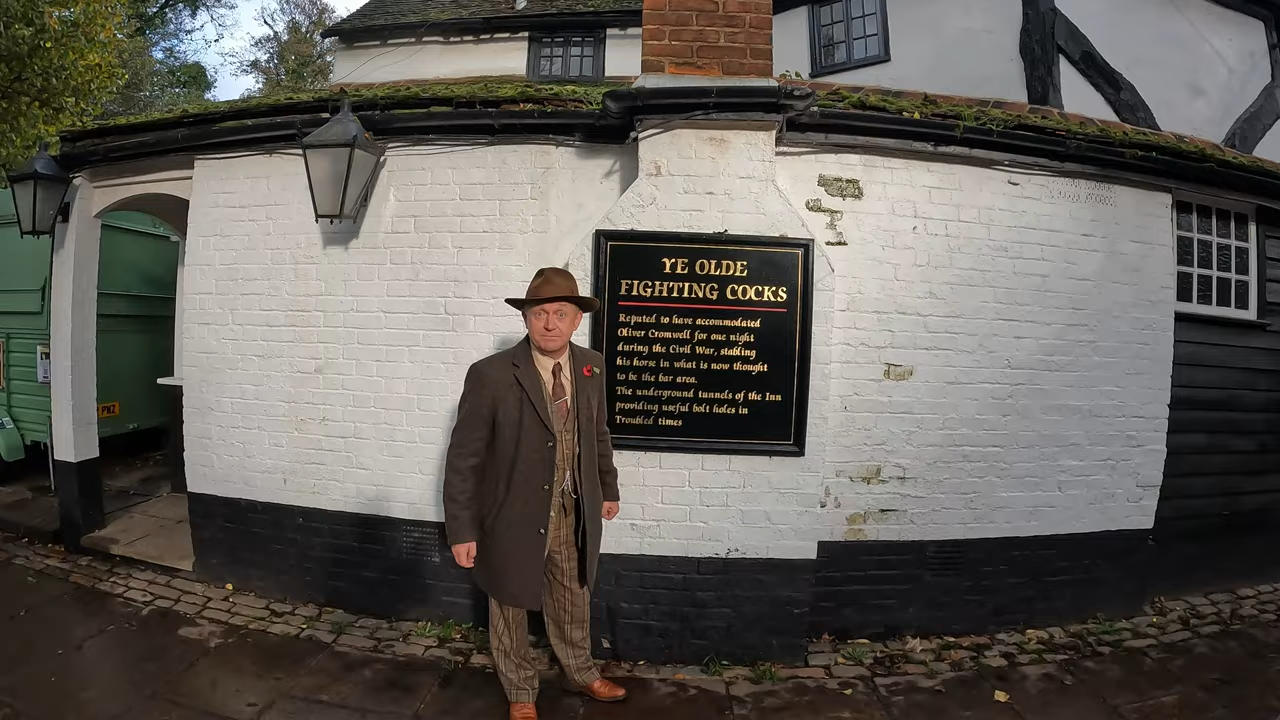 YE OLDE
FIGHTING COCKS
Reputed to have accommodated
Oliver Cromwell for one night
during the Civil War, stabling
his horse in what is now thought
to be the bar area.
The underground tunnels of the Inn
providing useful bolt holes in
Troubled times
PWZ